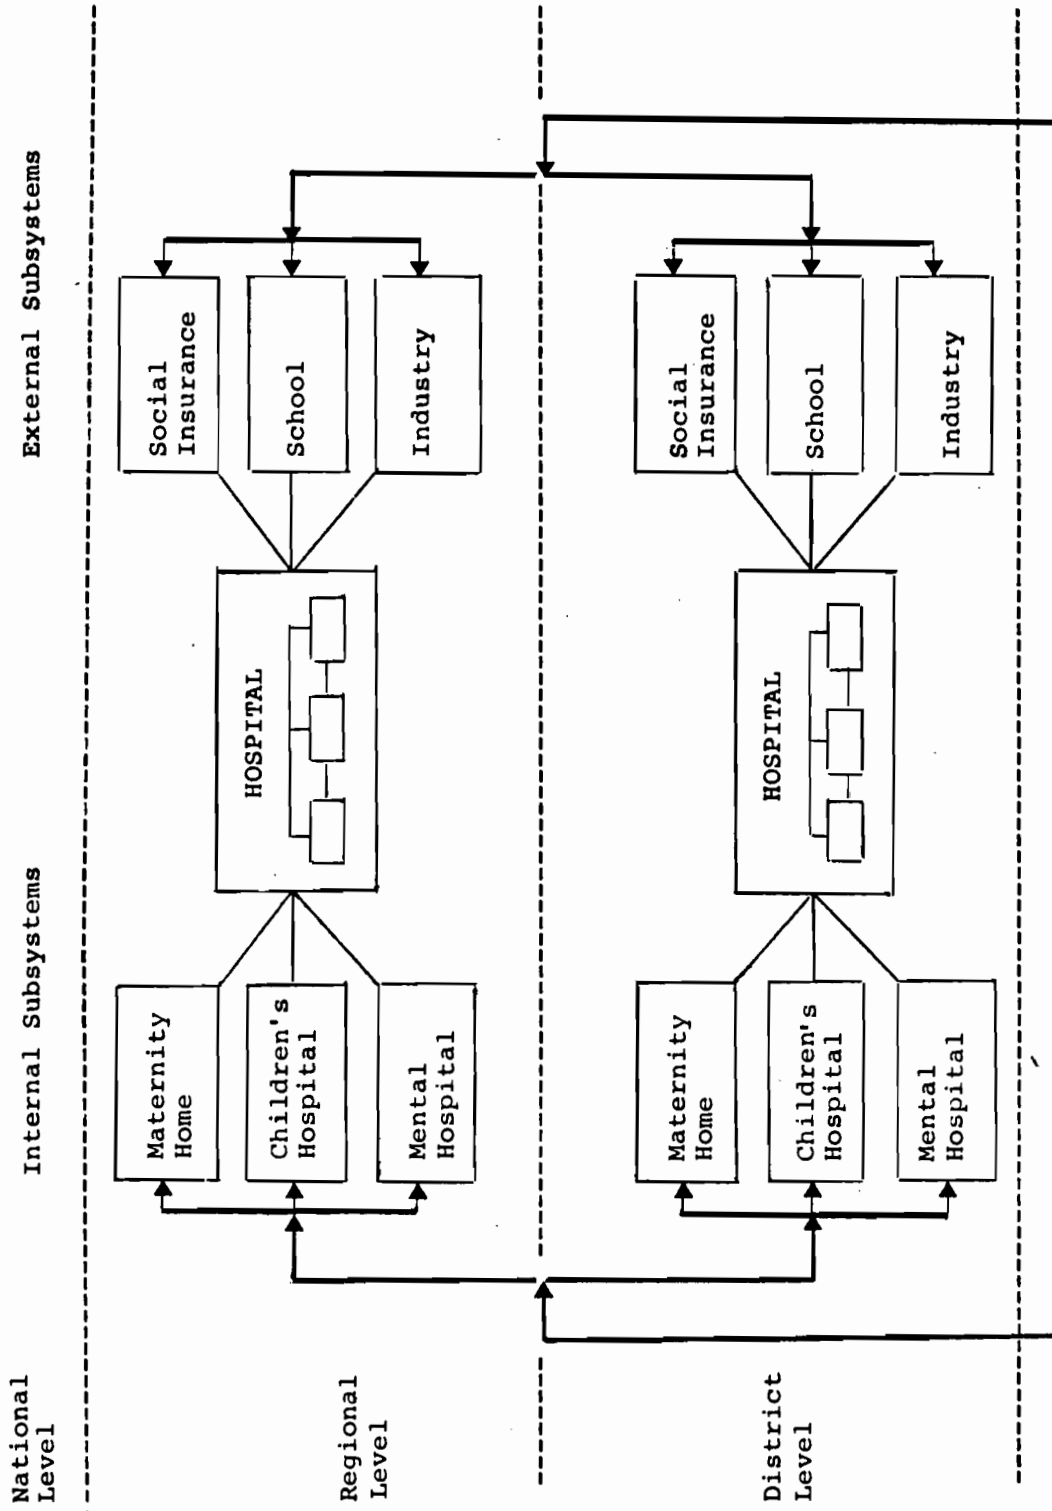 National
Level
Internal Subsystems
External Subsystems
Regional
Level
Maternity
Home
Children's
Hospital
Mental
Hospital
HOSPITAL
Social
Insurance
School
Industry
District
Level
Maternity
Home
Children's
Hospital
Mental
Hospital
HOSPITAL
Social
Insurance
School
Industry